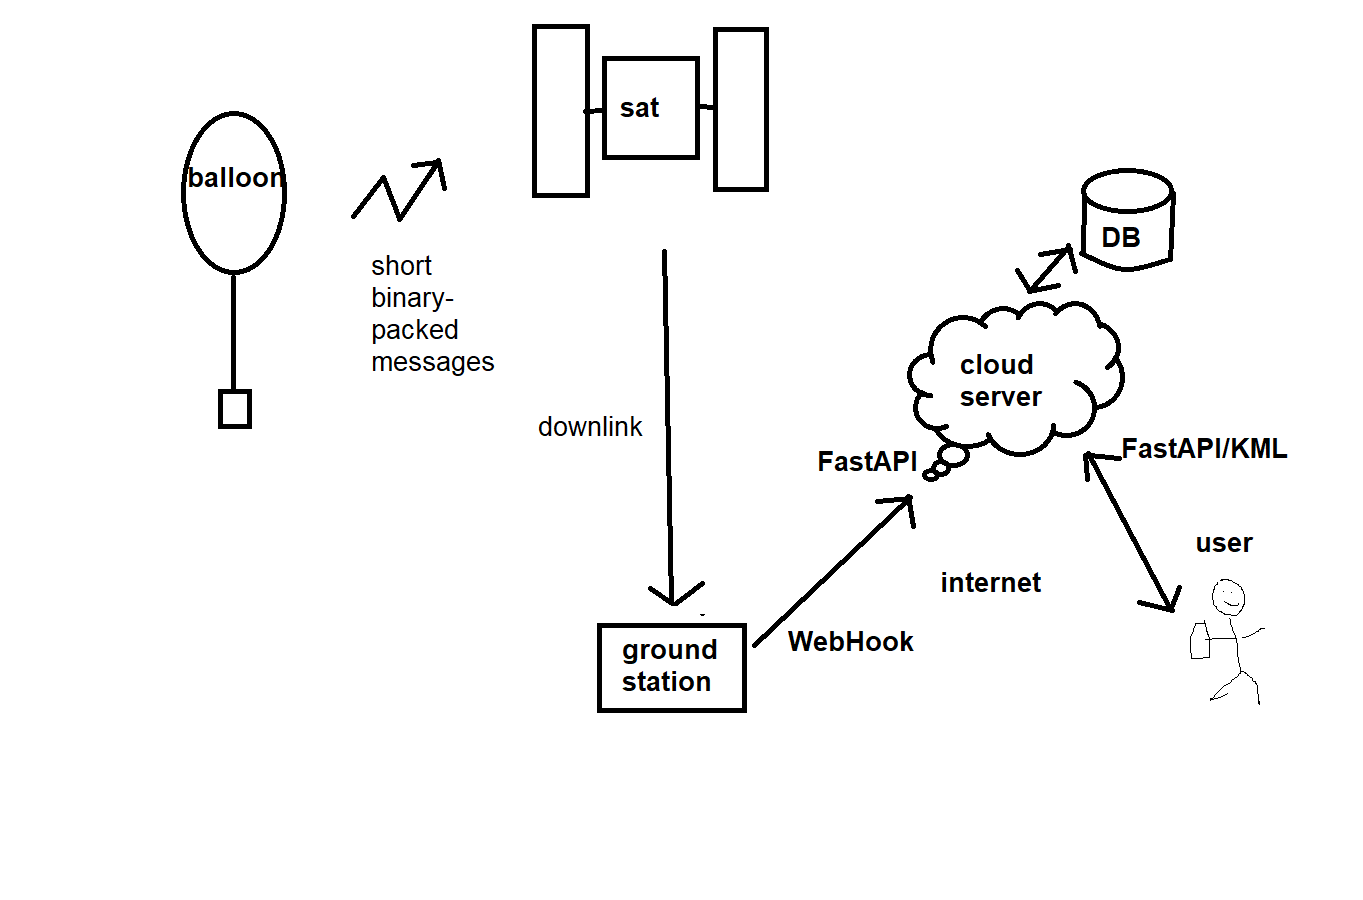 sat
balloon
DB
short
binary-
packed
messages
cloud
server
downlink
FastAPI
FastAPI/KML
user
internet
WebHook
ground
station